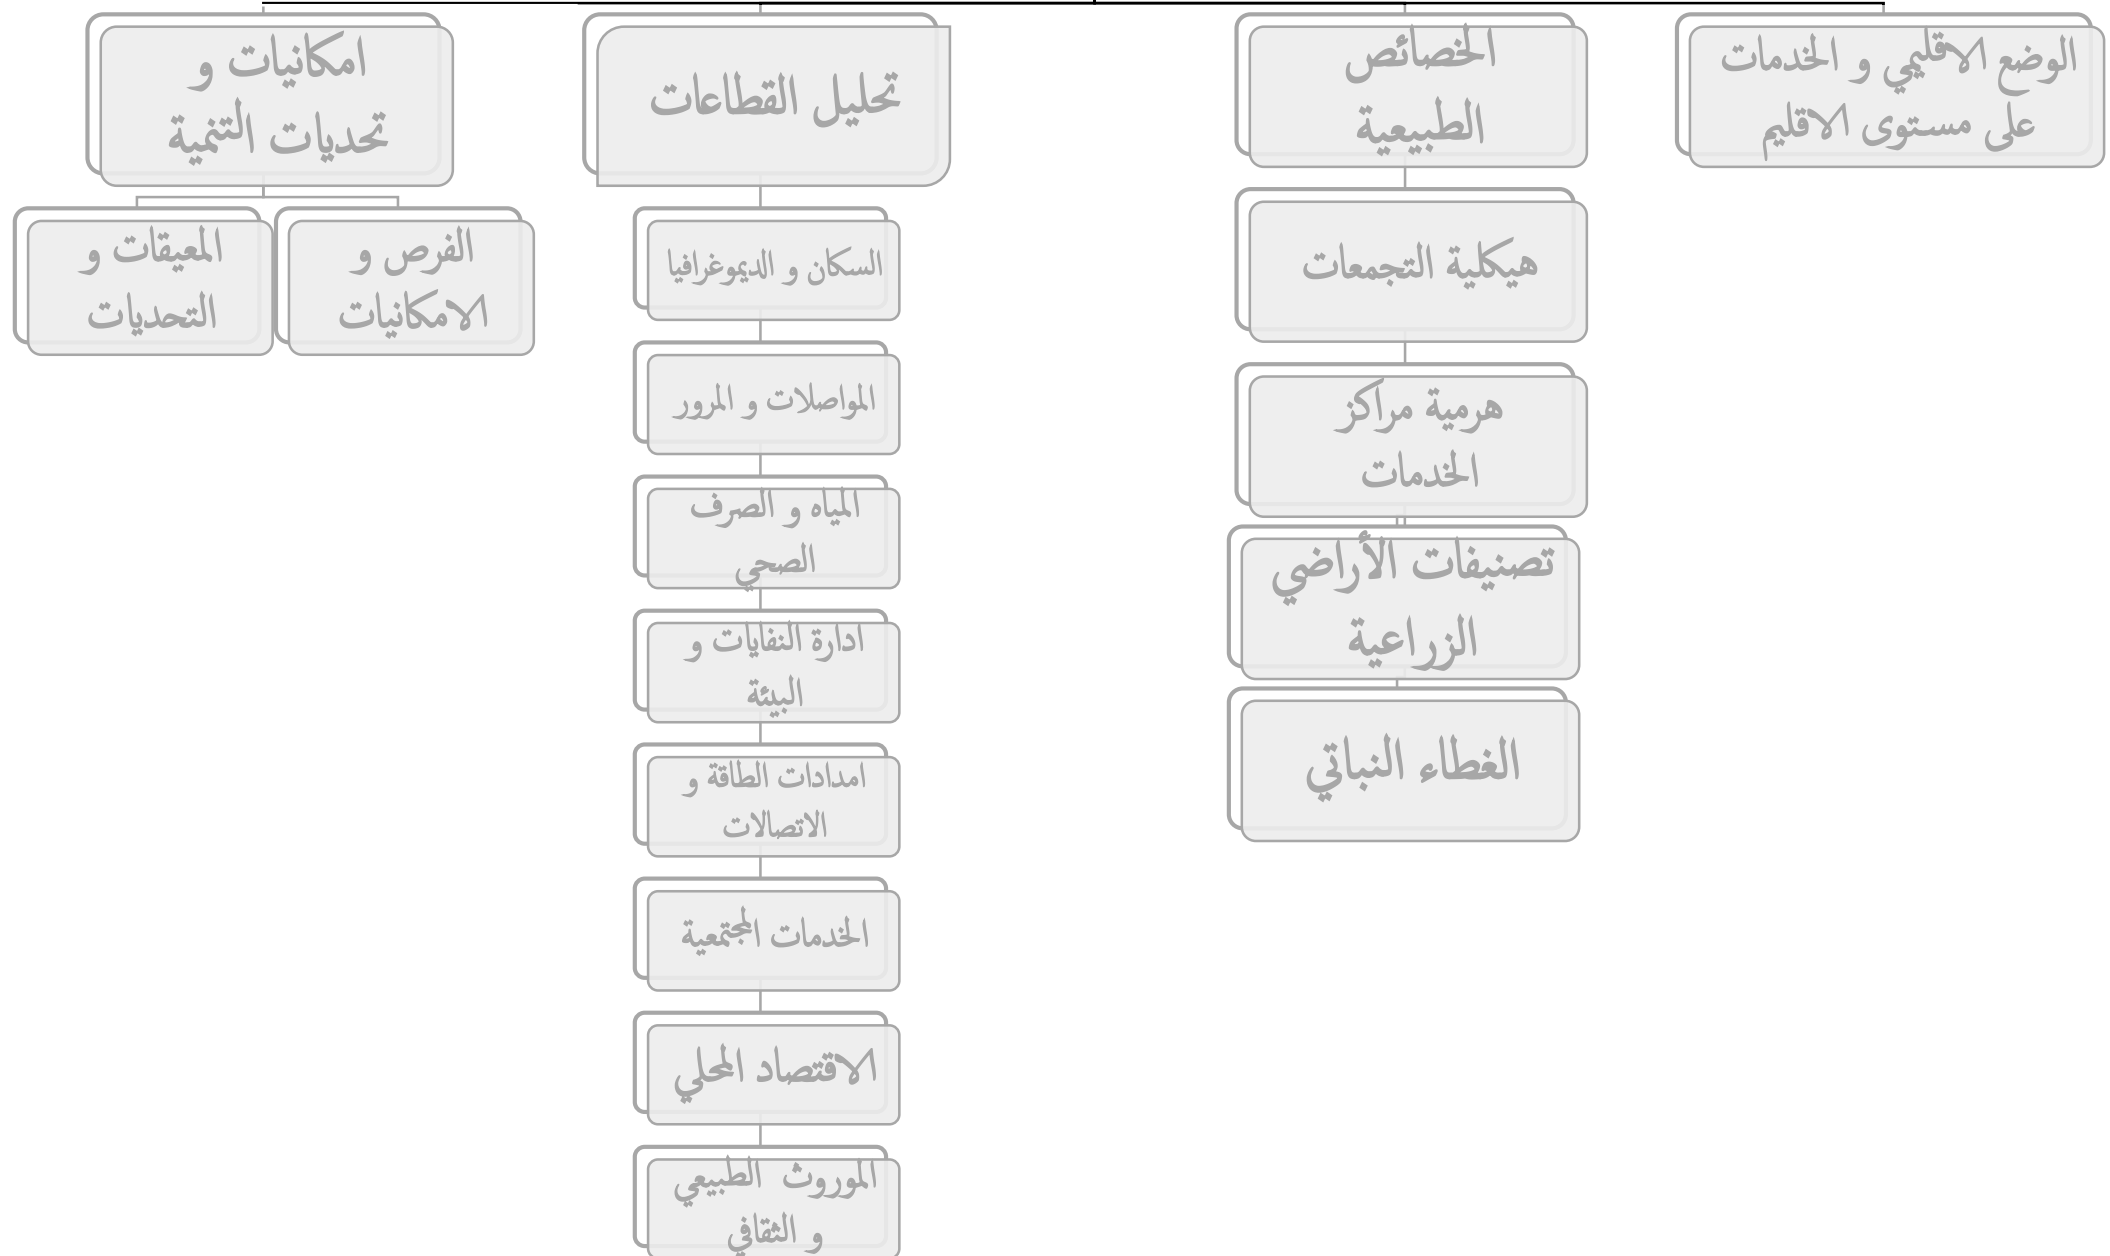 الوضع الاقليمي و الخدمات
على مستوى الاقليم
الخصائص
الطبيعية
هيكلية التجمعات
هرمية مراكز
الخدمات
تصنيفات الأراضي
الزراعية
الغطاء النباتي
تحليل القطاعات
السكان و الديموغرافيا
المواصلات و المرور
المياه و الصرف
الصحي
ادارة النفايات و
البيئة
امدادات الطاقة و
الاتصالات
الخدمات المجتمعية
الاقتصاد المحلي
الموروث الطبيعي
و الثقافي
امكانيات و
تحديات التنمية
الفرص و
الامكانيات
المعيقات و
التحديات